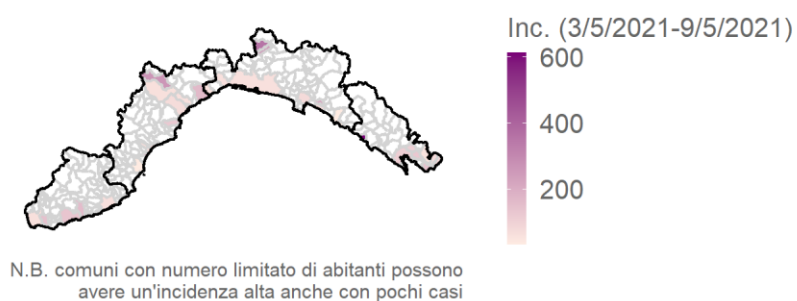 Inc. (3/5/2021-9/5/2021)
600
400
200
N.B. comuni con numero limitato di abitanti possono
avere un'incidenza alta anche con pochi casi